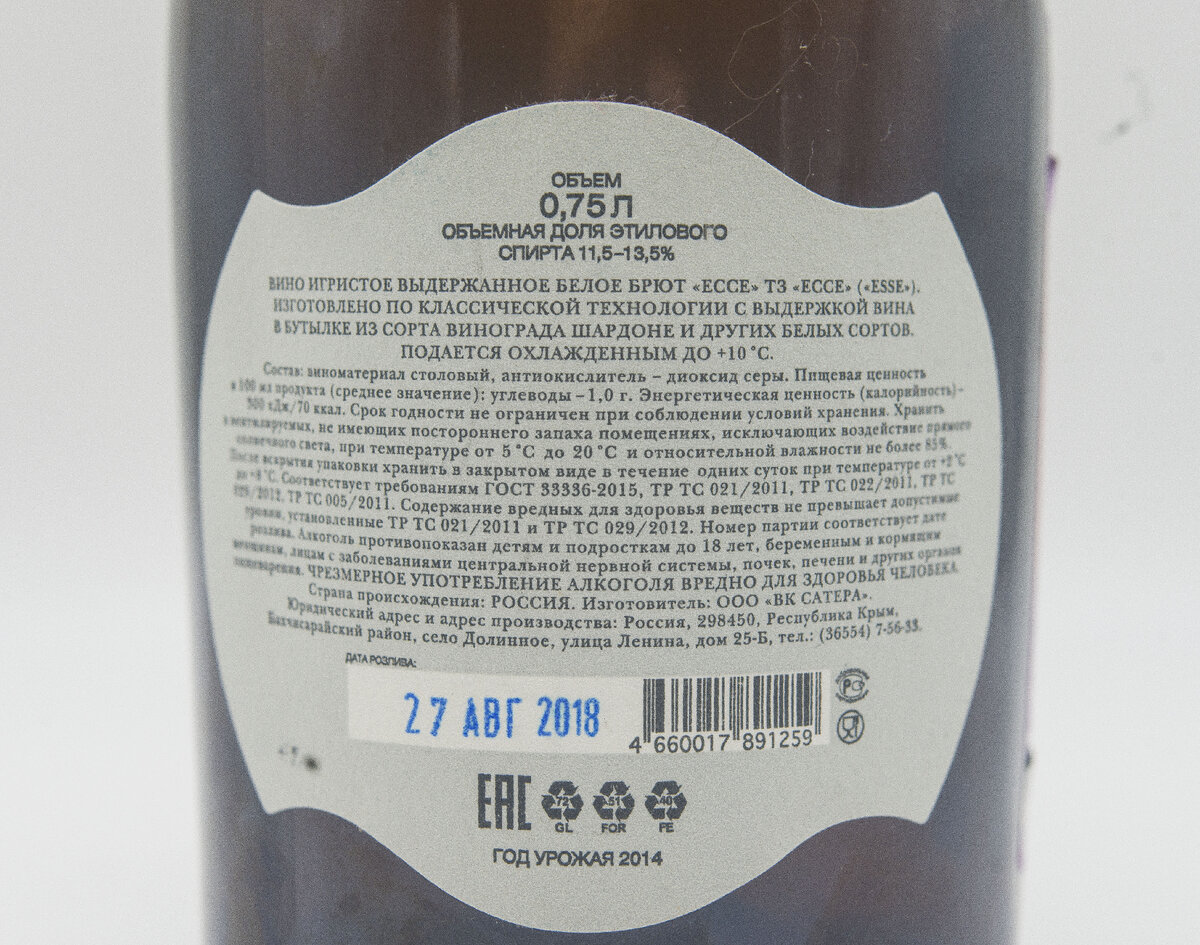 ОБЪЕМ
0,75 Л
ОБЪЕМНАЯ ДОЛЯ ЭТИЛОВОГО
СПИРТА 11,5–13,5%
ВИНО ИГРИСТОЕ ВЫДЕРЖАННОЕ БЕЛОЕ БРЮТ «ЕССЕ» ТЗ «ЕССЕ» («ESSE»).
ИЗГОТОВЛЕНО ПО КЛАССИЧЕСКОЙ ТЕХНОЛОГИИ С ВЫДЕРЖКОЙ ВИНА
В БУТЫЛКЕ ИЗ СОРТА ВИНОГРАДА ШАРДОНЕ И ДРУГИХ БЕЛЫХ СОРТОВ.
ПОДАЕТСЯ ОХЛАЖДЕННЫМ ДО +10 °С.
Состав: виноматериал столовый, антиокислитель – диоксид серы. Пищевая ценность
в 100 мл продукта (среднее значение): углеводы – 1,0 г. Энергетическая ценность (калорийность) -
300 кДж/70 ккал. Срок годности не ограничен при соблюдении условий хранения. Хранить
в вентилируемых, не имеющих постороннего запаха помещениях, исключающих воздействие прямого
солнечного света, при температуре от 5 °С до 20 °С и относительной влажности не более 85%.
После вскрытия упаковки хранить в закрытом виде в течение одних суток при температуре от +2 °С
до +8 °С. Соответствует требованиям ГОСТ 33336-2015, ТР ТС 021/2011, ТР ТС 022/2011, ТР ТС
029/2012, ТР ТС 005/2011. Содержание вредных для здоровья веществ не превышает допустимые
уровни, установленные ТР ТС 021/2011 и ТР ТС 029/2012. Номер партии соответствует дате
розлива. Алкоголь противопоказан детям и подросткам до 18 лет, беременным и кормящим
женщинам, лицам с заболеваниями центральной нервной системы, почек, печени и других органов
пищеварения. ЧРЕЗМЕРНОЕ УПОТРЕБЛЕНИЕ АЛКОГОЛЯ ВРЕДНО ДЛЯ ЗДОРОВЬЯ ЧЕЛОВЕКА.
Страна происхождения: РОССИЯ. Изготовитель: ООО «ВК САТЕРА».
Юридический адрес и адрес производства: Россия, 298450, Республика Крым,
Бахчисарайский район, село Долинное, улица Ленина, дом 25-Б, тел.: (36554) 7-56-33.
ДАТА РОЗЛИВА:
27 АВГ 2018
4 660017 891259
ЕАС
72 51 40
GL FOR FE
ГОД УРОЖАЯ 2014